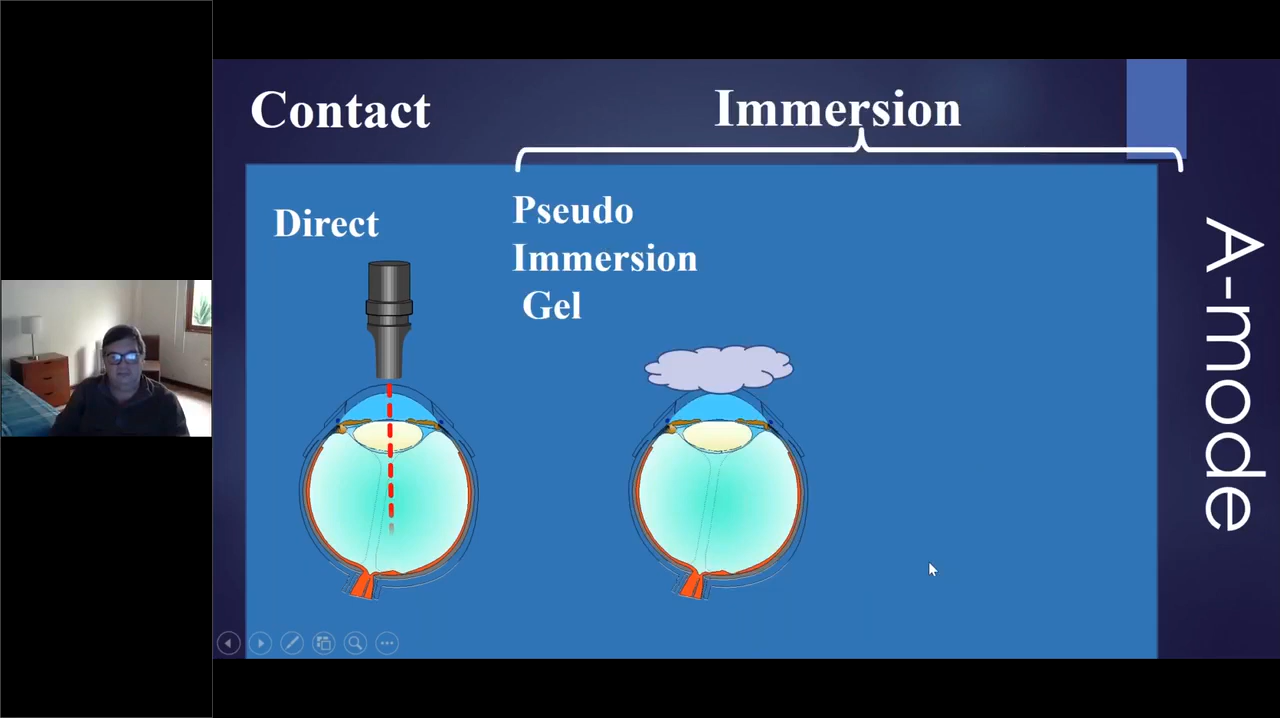 Contact
Immersion
Direct
Pseudo
Immersion
Gel
A-mode